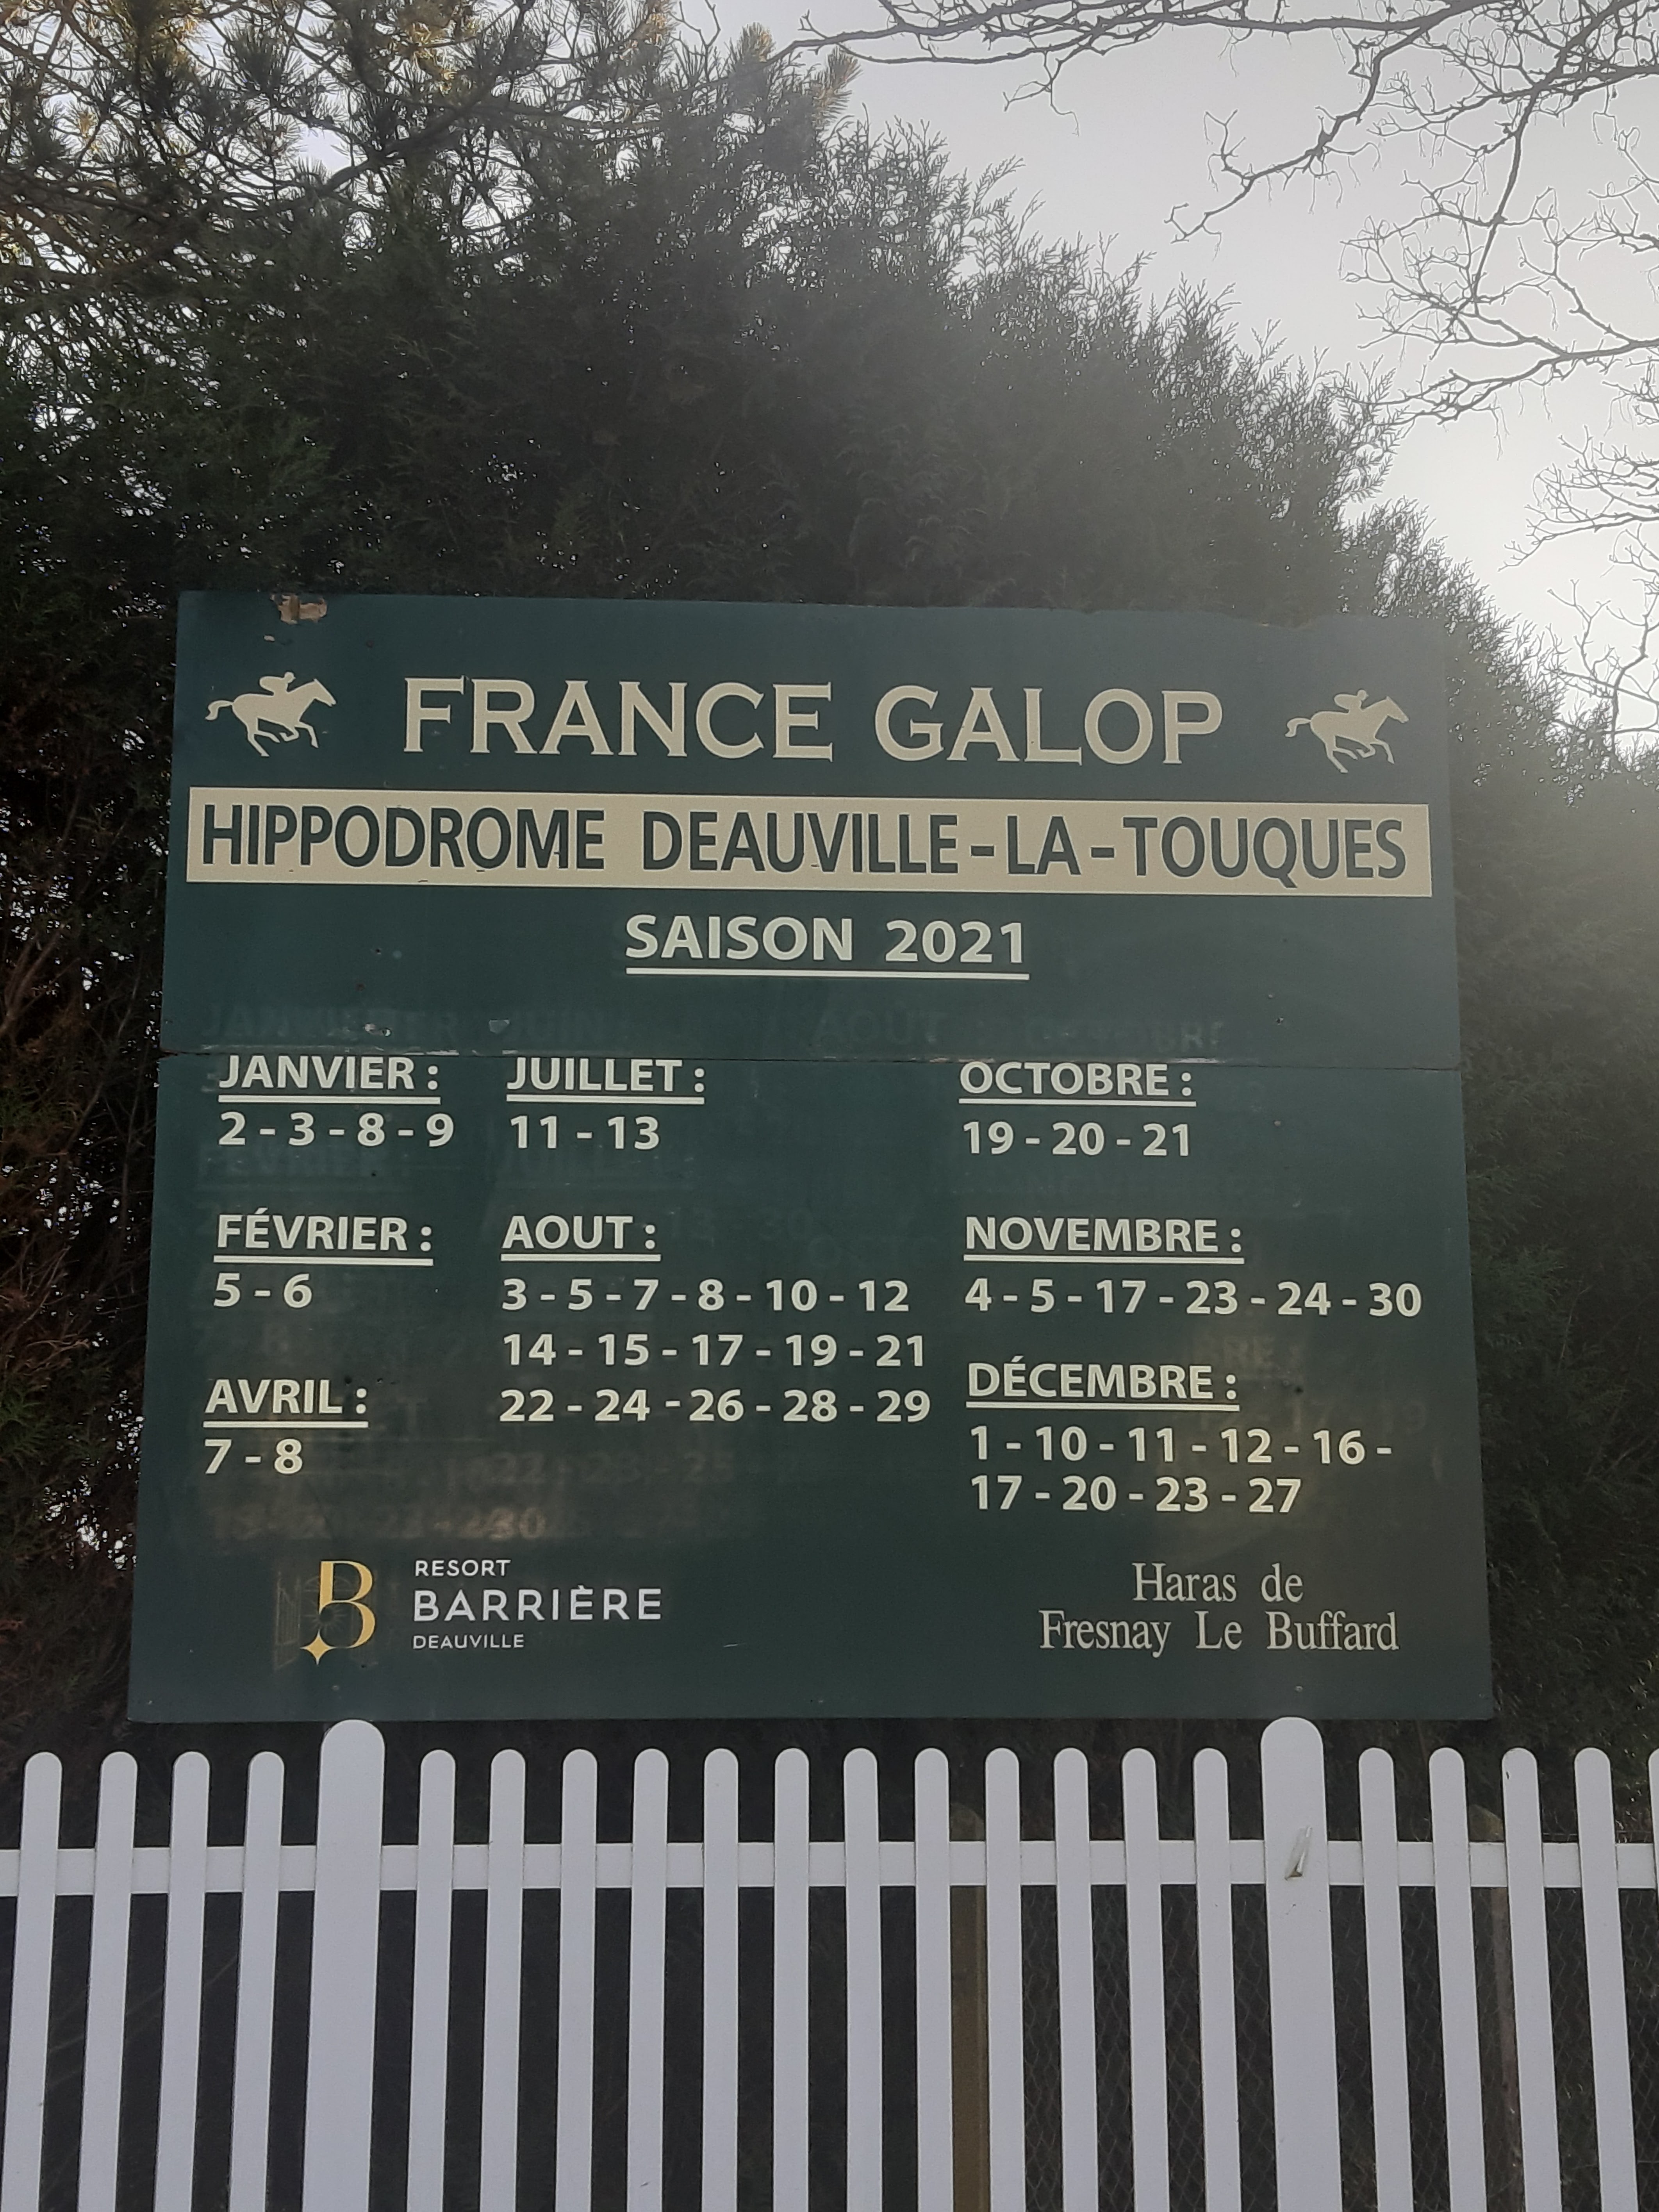 FRANCE GALOP
HIPPODROME DEAUVILLE-LA-TOUQUES
SAISON 2021
JANVIER :
2 - 3 - 8 - 9
FÉVRIER :
5 - 6
AVRIL :
7 - 8
JUILLET :
11 - 13
AOUT :
3 - 5 - 7 - 8 - 10 - 12
14 - 15 - 17 - 19 - 21
22 - 24 - 26 - 28 - 29
OCTOBRE :
19 - 20 - 21
NOVEMBRE :
4 - 5 - 17 - 23 - 24 - 30
DÉCEMBRE :
1 - 10 - 11 - 12 - 16 -
17 - 20 - 23 - 27
B
RESORT
BARRIÈRE
DEAUVILLE
Haras de
Fresnay Le Buffard